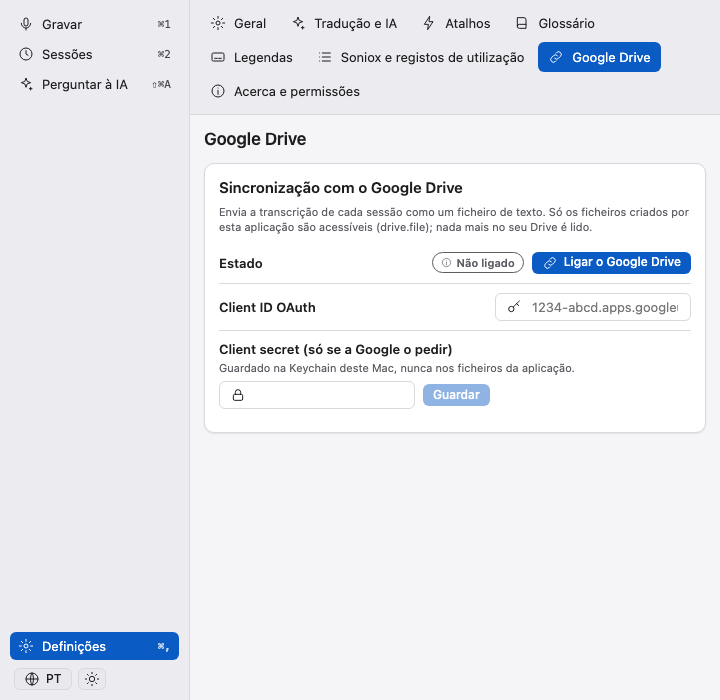 Gravar ⌘1
Sessões ⌘2
Perguntar à IA ⇧⌘A
Geral
Tradução e IA
Atalhos
Glossário
Legendas
Soniox e registos de utilização
Google Drive
Acerca e permissões
Google Drive
Sincronização com o Google Drive
Envia a transcrição de cada sessão como um ficheiro de texto. Só os ficheiros criados por
esta aplicação são acessíveis (drive.file); nada mais no seu Drive é lido.
Estado
Não ligado
Ligar o Google Drive
Client ID OAuth
1234-abcd.apps.google
Client secret (só se a Google o pedir)
Guardado na Keychain deste Mac, nunca nos ficheiros da aplicação.
Guardar
Definições ⌘,
PT